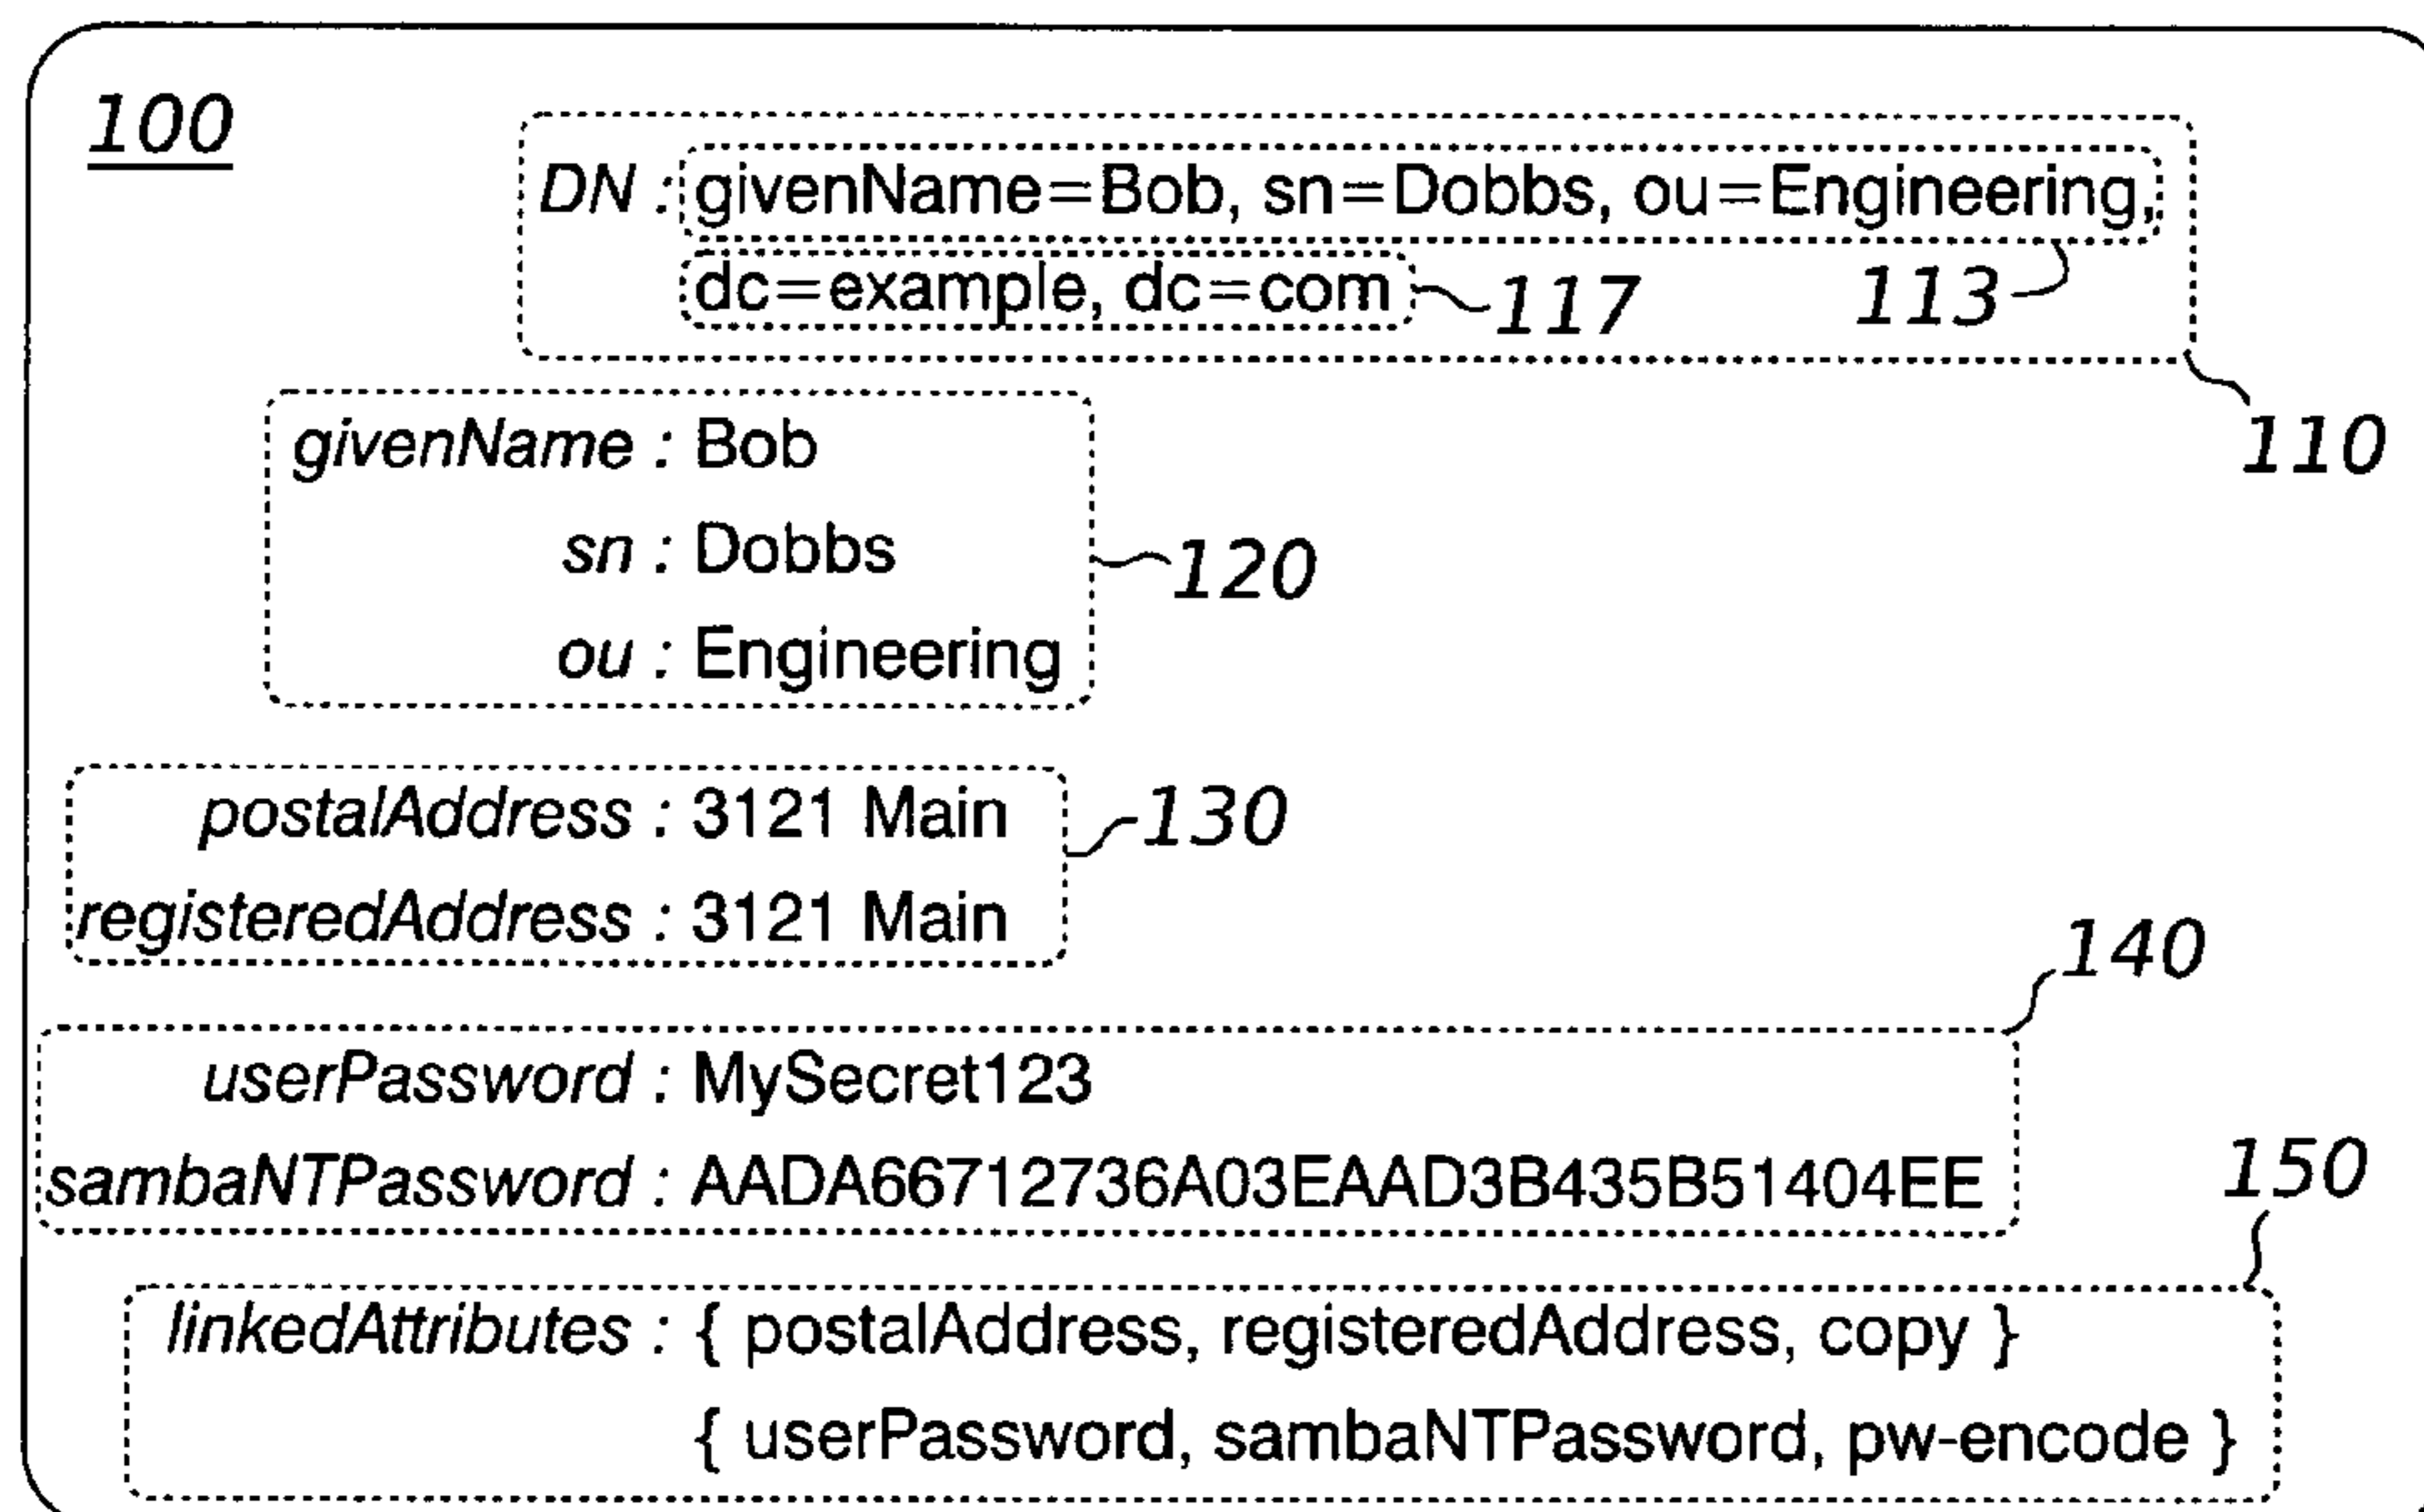 100
DN : givenName=Bob, sn=Dobbs, ou=Engineering,
dc=example, dc=com 117 113
110
givenName : Bob
sn : Dobbs 120
ou : Engineering
postalAddress : 3121 Main 130
registeredAddress : 3121 Main
140
userPassword : MySecret123
sambaNTPassword : AADA66712736A03EAAD3B435B51404EE
150
linkedAttributes : { postalAddress, registeredAddress, copy }
{ userPassword, sambaNTPassword, pw-encode }